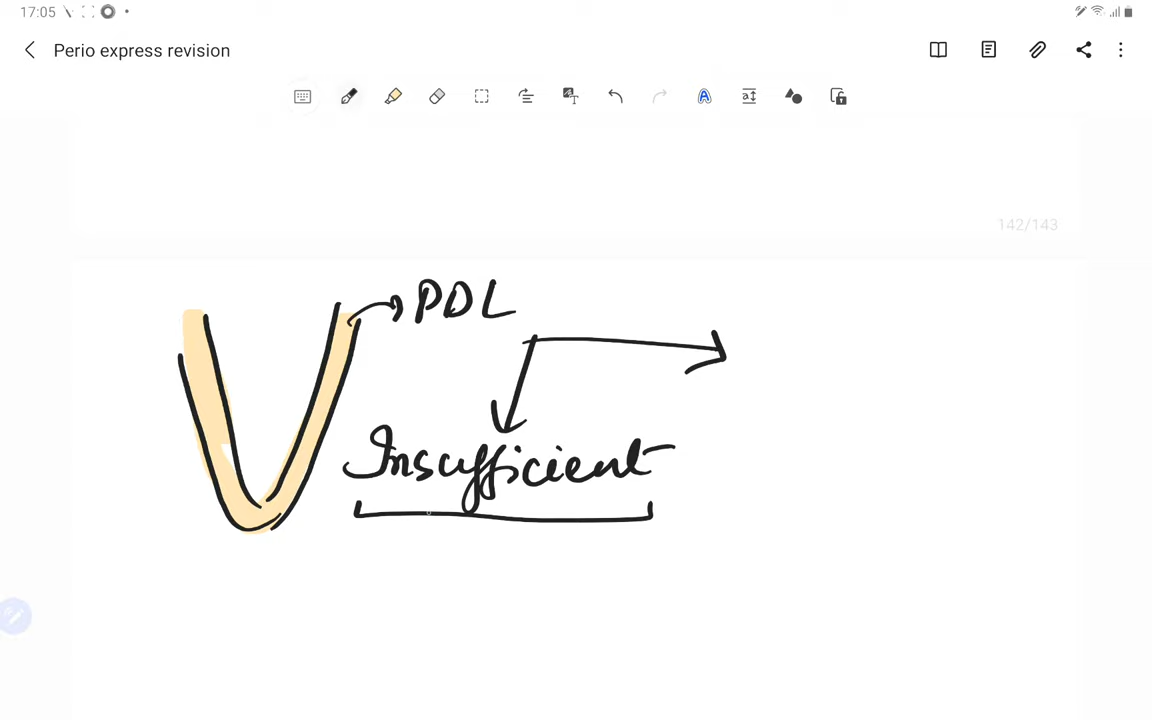 17:05
Perio express revision
142/143
PDL
Insufficient